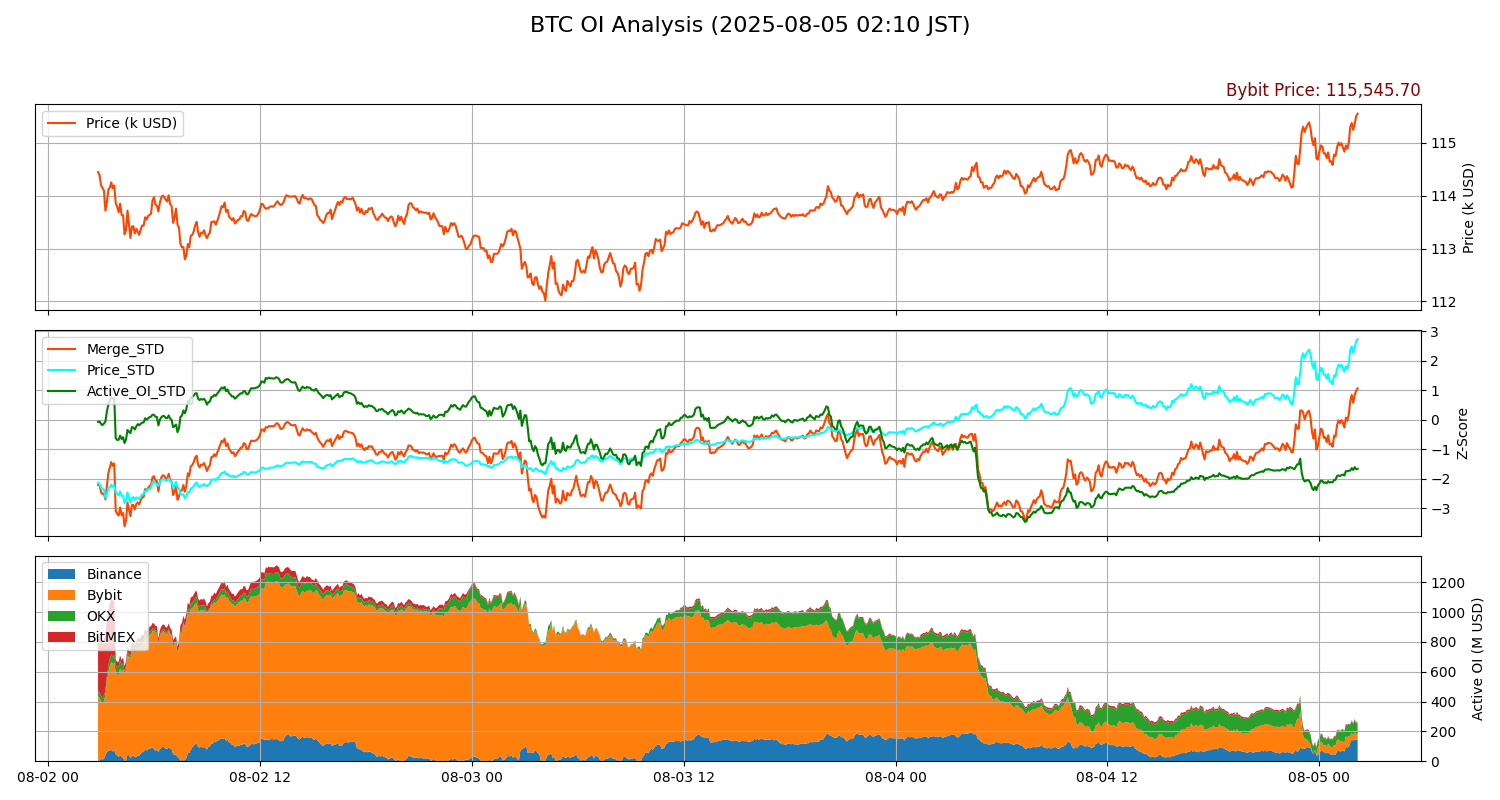 BTC OI Analysis (2025-08-05 02:10 JST)
Bybit Price: 115,545.70
Price (k USD)
115
114
113
112
Price (k USD)
Merge_STD
Price_STD
Active_OI_STD
3
2
1
0
−1
−2
−3
Z-Score
Binance
Bybit
OKX
BitMEX
1200
1000
800
600
400
200
0
Active OI (M USD)
08-02 00 08-02 12 08-03 00 08-03 12 08-04 00 08-04 12 08-05 00